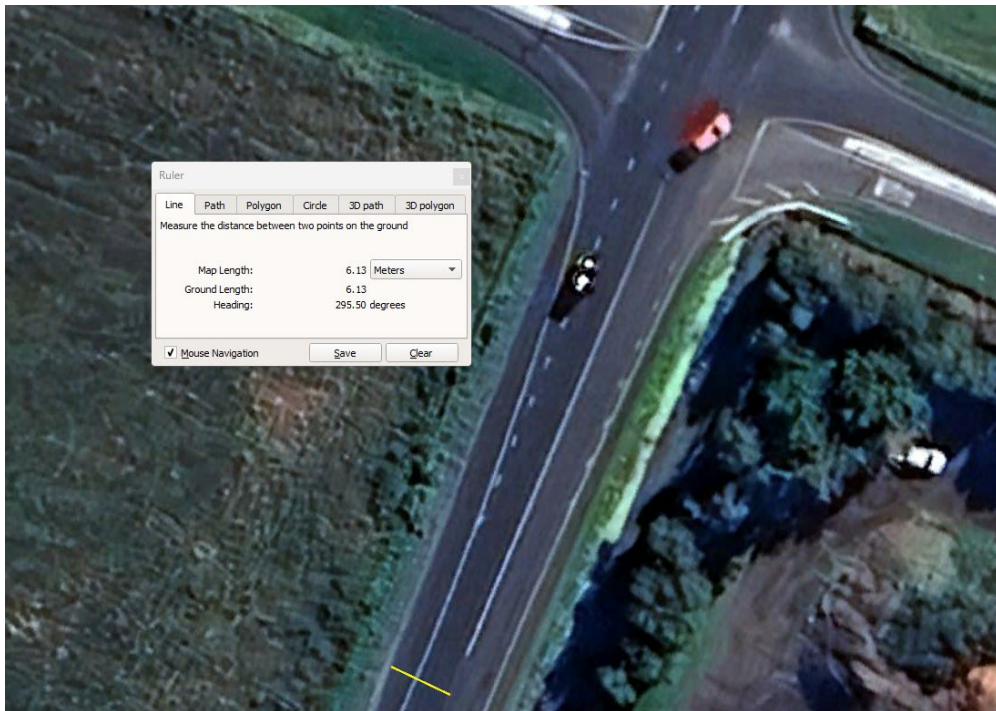 Ruler
Line Path Polygon Circle 3D path 3D polygon
Measure the distance between two points on the ground
Map Length: 6.13 Meters
Ground Length: 6.13
Heading: 295.50 degrees
Mouse Navigation Save Clear